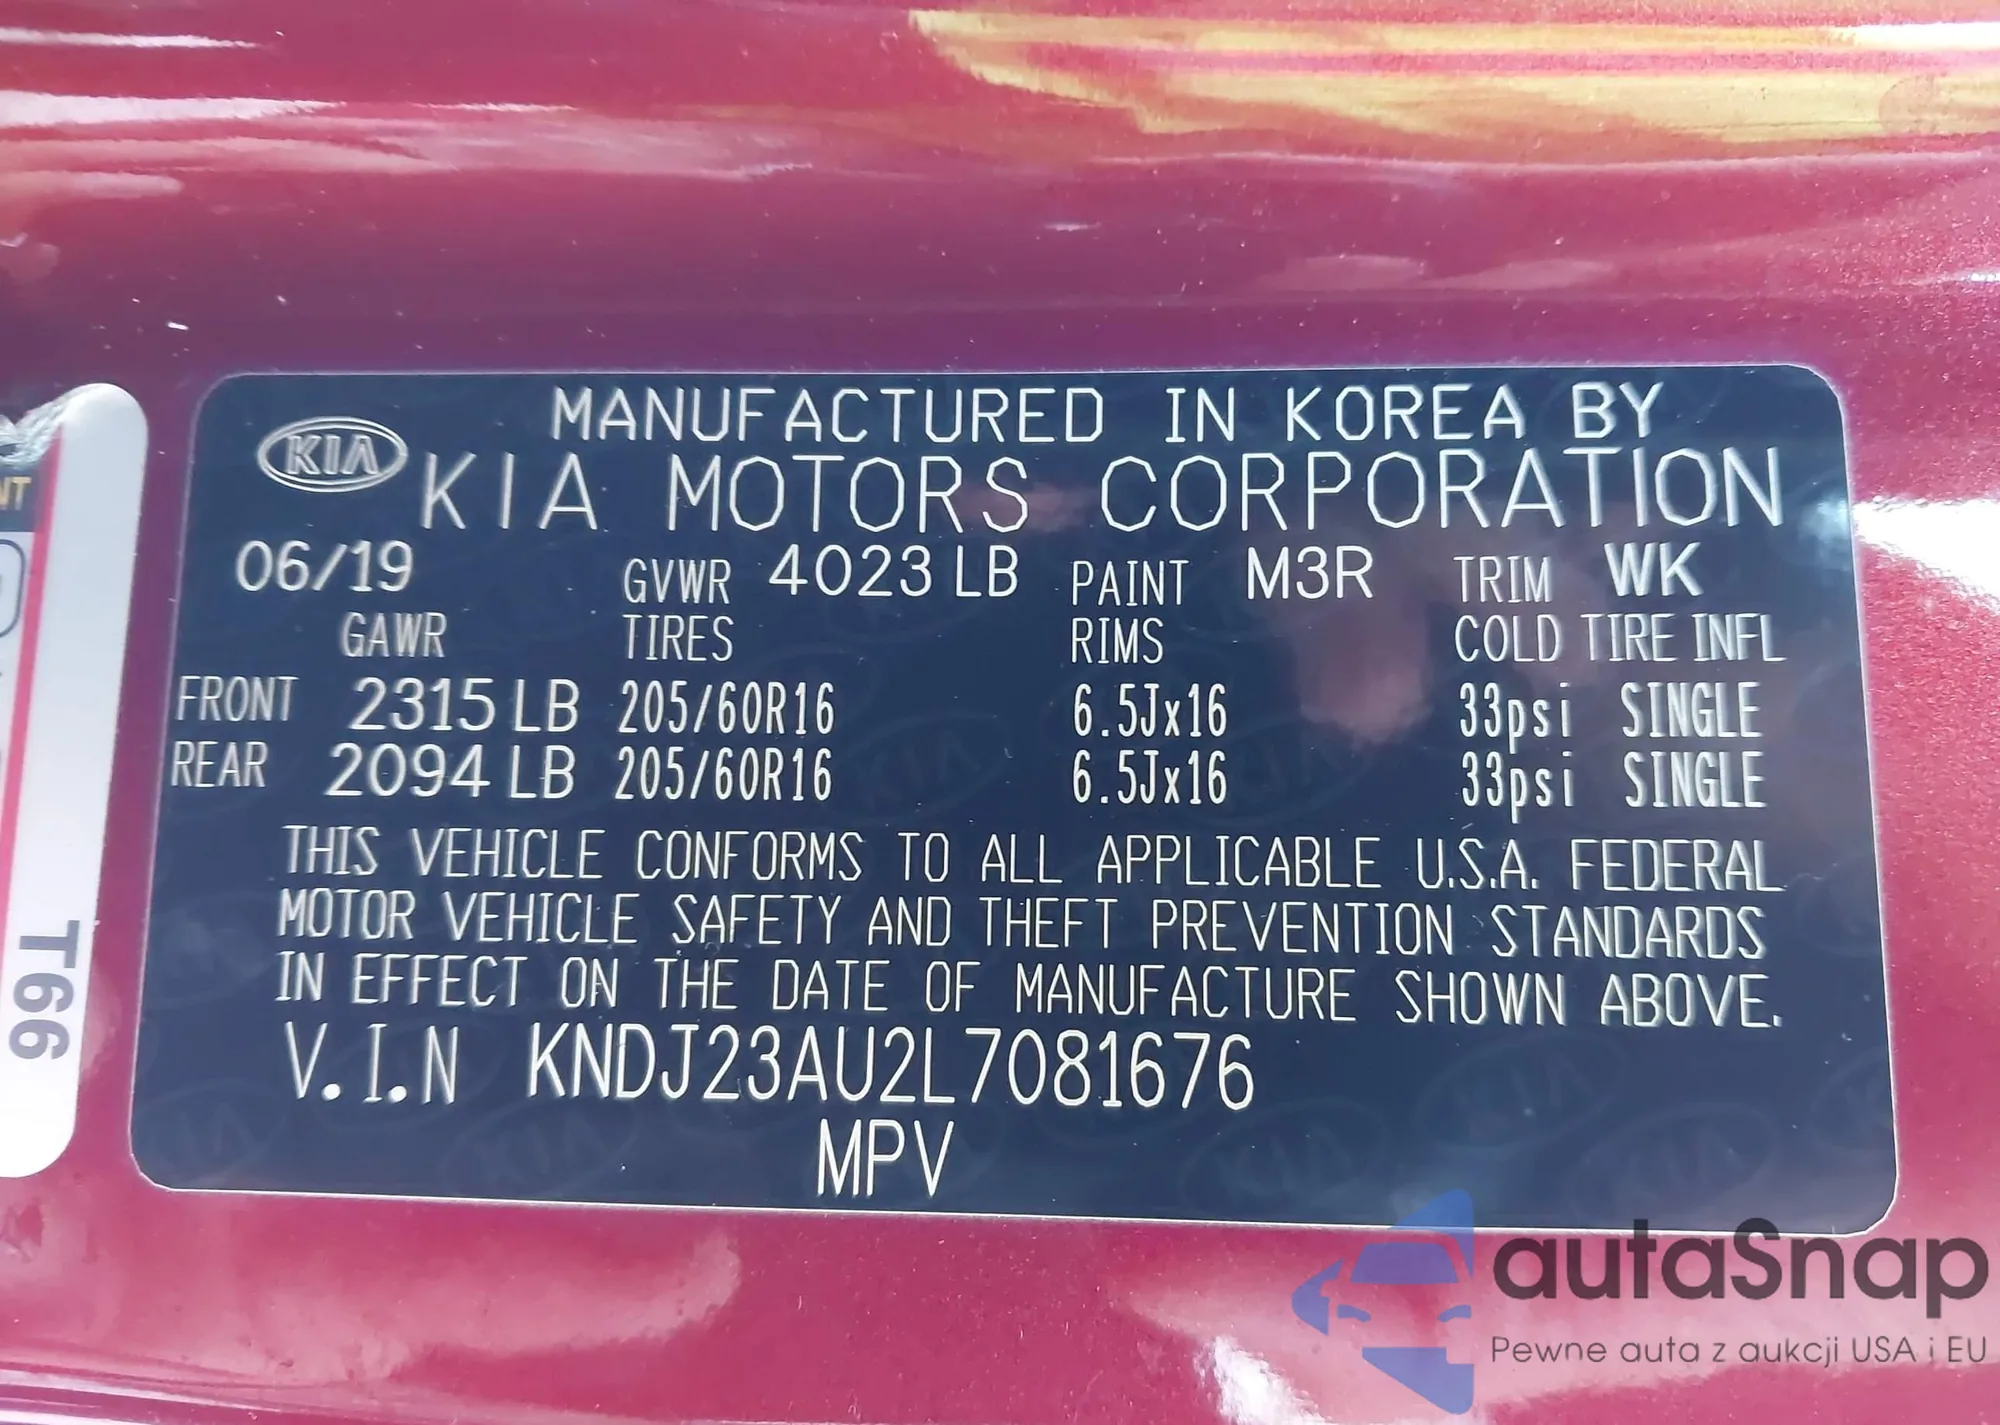 MANUFACTURED IN KOREA BY
KIA KIA MOTORS CORPORATION
06/19 GVWR 4023 LB PAINT M3R TRIM WK
GAWR TIRES RIMS COLD TIRE INFL
FRONT 2315 LB 205/60R16 6.5Jx16 33psi SINGLE
REAR 2094 LB 205/60R16 6.5Jx16 33psi SINGLE
THIS VEHICLE CONFORMS TO ALL APPLICABLE U.S.A. FEDERAL
MOTOR VEHICLE SAFETY AND THEFT PREVENTION STANDARDS
IN EFFECT ON THE DATE OF MANUFACTURE SHOWN ABOVE.
V.I.N KNDJ23AU2L7081676
MPV
T66
autaSnap
Pewne auta z aukcji USA i EU